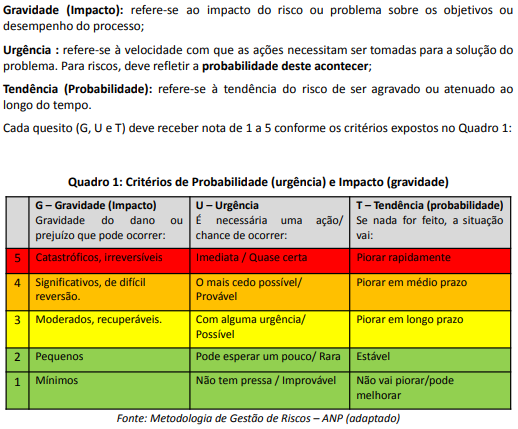 Gravidade (Impacto): refere-se ao impacto do risco ou problema sobre os objetivos ou
desempenho do processo;
Urgência : refere-se à velocidade com que as ações necessitam ser tomadas para a solução do
problema. Para riscos, deve refletir a probabilidade deste acontecer;
Tendência (Probabilidade): refere-se à tendência do risco de ser agravado ou atenuado ao
longo do tempo.
Cada quesito (G, U e T) deve receber nota de 1 a 5 conforme os critérios expostos no Quadro 1:
Quadro 1: Critérios de Probabilidade (urgência) e Impacto (gravidade)
G – Gravidade (Impacto)
Gravidade do dano ou
prejuízo que pode ocorrer:
U – Urgência
É necessária uma ação/
chance de ocorrer:
T – Tendência (probabilidade)
Se nada for feito, a situação
vai:
5
Catastróficos, irreversíveis
Imediata / Quase certa
Piorar rapidamente
4
Significativos, de difícil
reversão.
O mais cedo possível/
Provável
Piorar em médio prazo
3
Moderados, recuperáveis.
Com alguma urgência/
Possível
Piorar em longo prazo
2
Pequenos
Pode esperar um pouco/ Rara
Estável
1
Mínimos
Não tem pressa / Improvável
Não vai piorar/pode
melhorar
Fonte: Metodologia de Gestão de Riscos – ANP (adaptado)